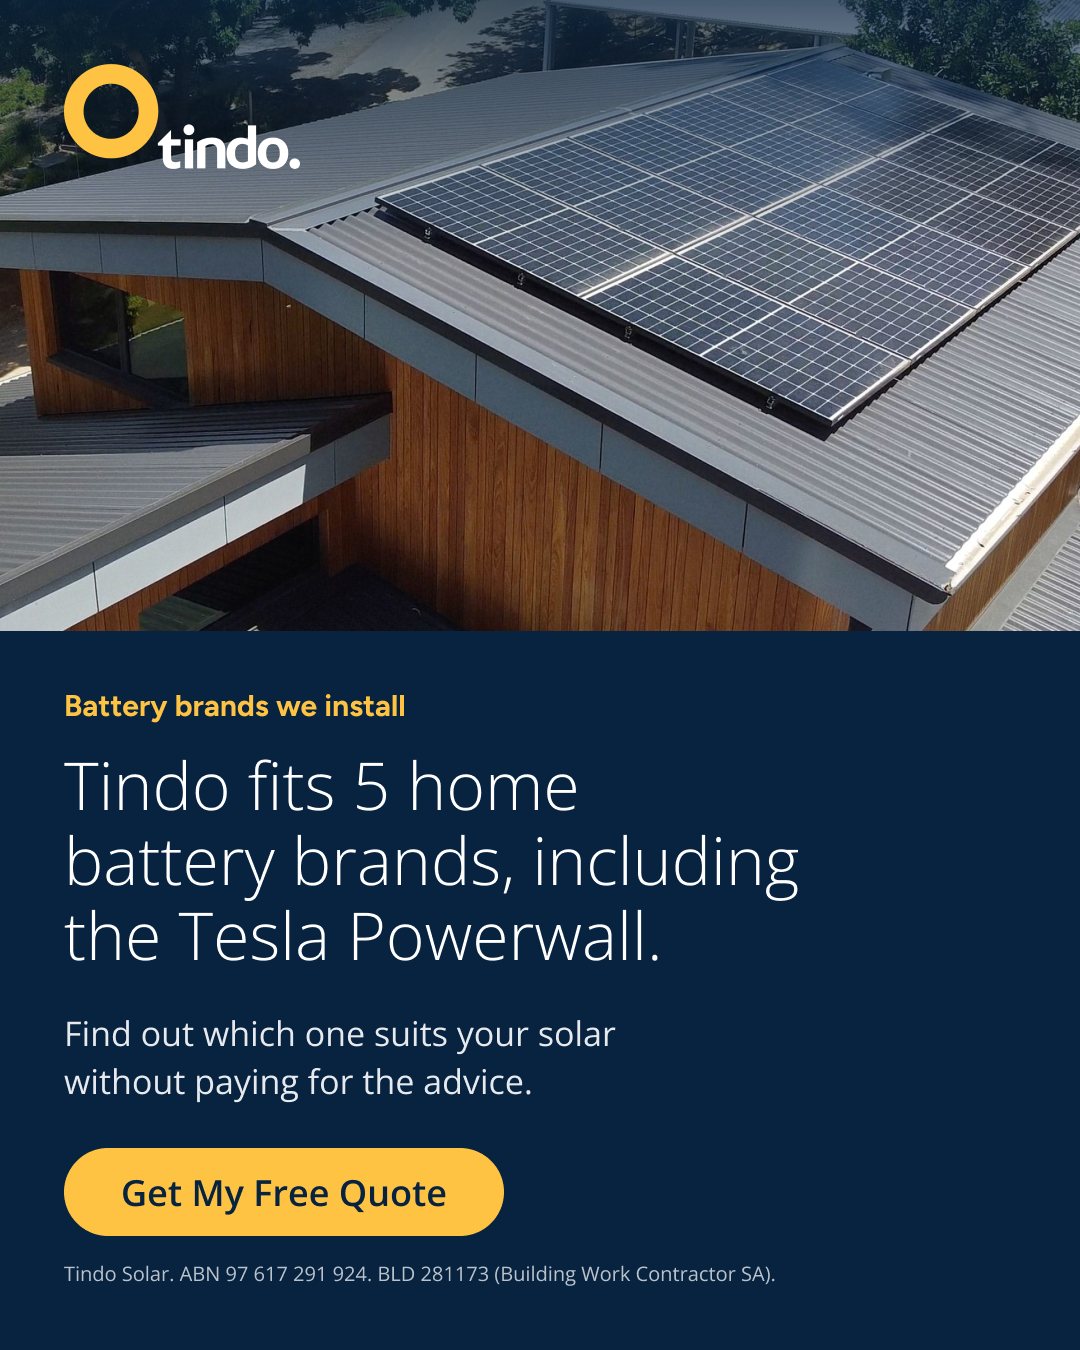 tindo.
Battery brands we install
Tindo fits 5 home
battery brands, including
the Tesla Powerwall.
Find out which one suits your solar
without paying for the advice.
Get My Free Quote
Tindo Solar. ABN 97 617 291 924. BLD 281173 (Building Work Contractor SA).